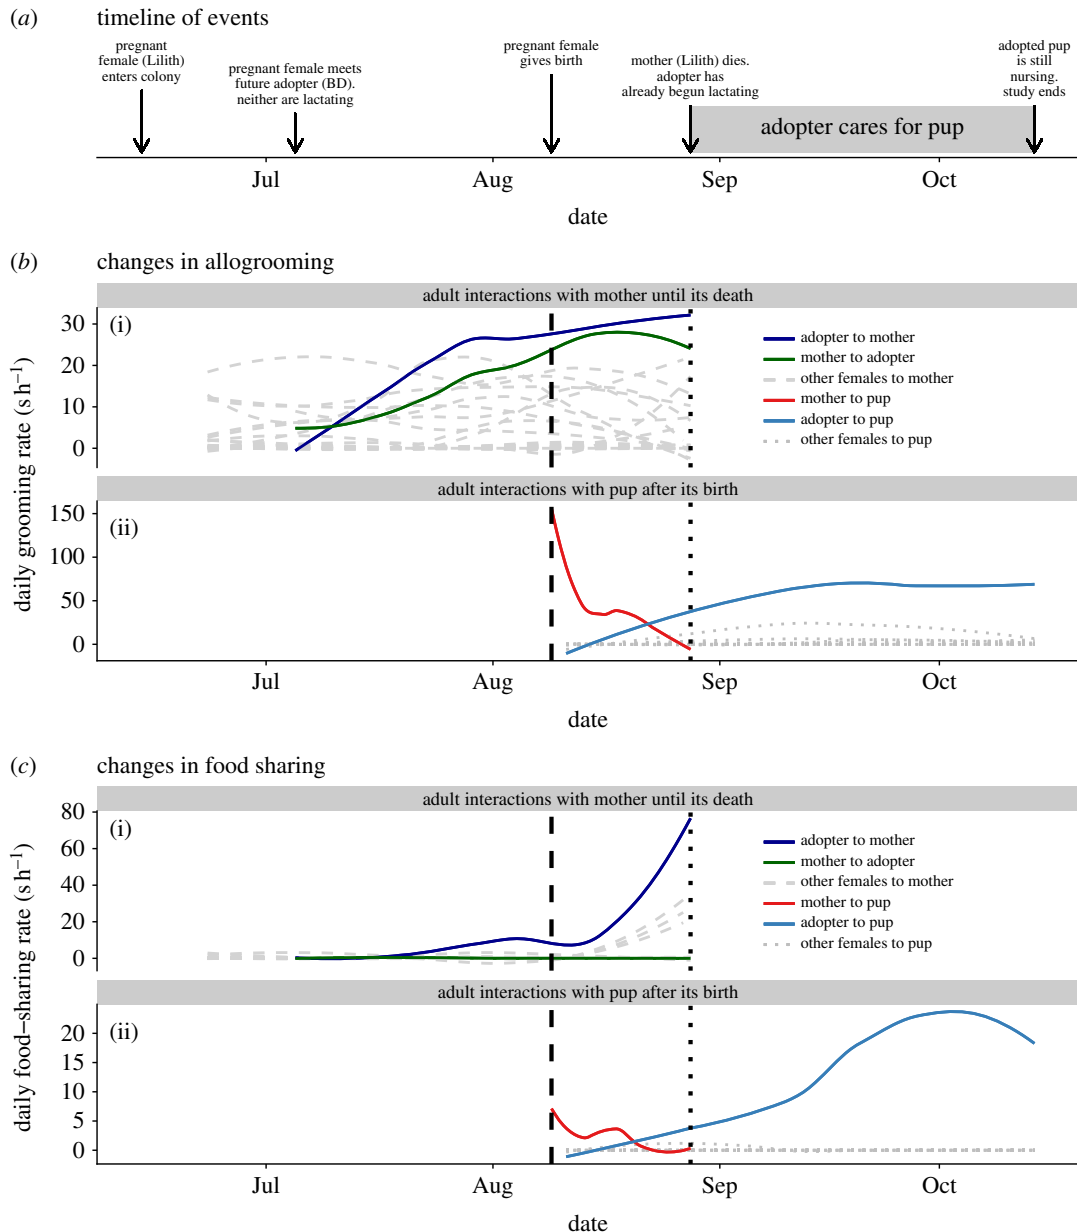 (a) timeline of events
pregnant
female (Lilith)
enters colony
pregnant female meets
future adopter (BD).
neither are lactating
pregnant female
gives birth
mother (Lilith) dies.
adopter has
already begun lactating
adopted pup
is still
nursing.
study ends
adopter cares for pup
Jul Aug Sep Oct
date
(b) changes in allogrooming
adult interactions with mother until its death
(i)
30
20
10
0
adopter to mother
mother to adopter
other females to mother
mother to pup
adopter to pup
other females to pup
daily grooming rate (s h⁻¹)
adult interactions with pup after its birth
(ii)
150
100
50
0
Jul Aug Sep Oct
date
(c) changes in food sharing
adult interactions with mother until its death
(i)
80
60
40
20
0
adopter to mother
mother to adopter
other females to mother
mother to pup
adopter to pup
other females to pup
daily food–sharing rate (s h⁻¹)
adult interactions with pup after its birth
(ii)
20
15
10
5
0
Jul Aug Sep Oct
date